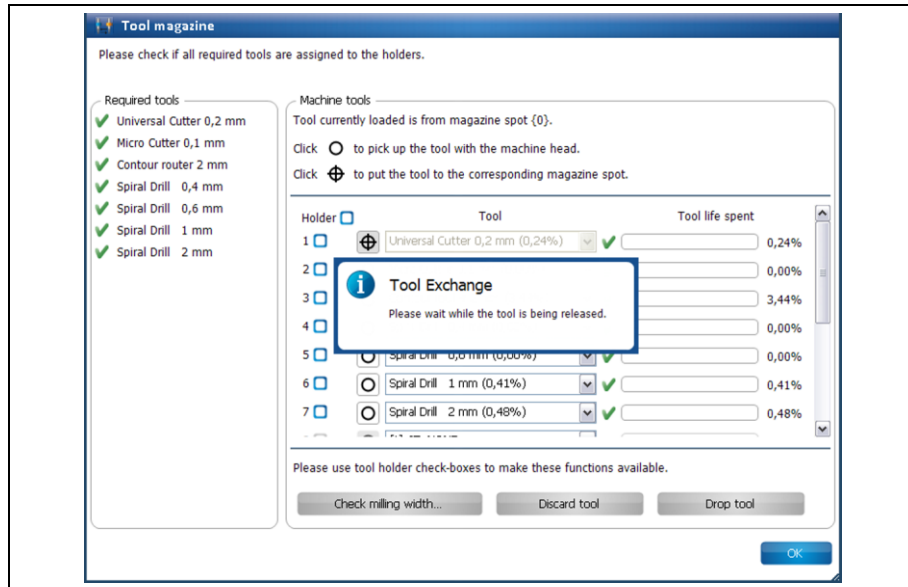 Tool magazine
Please check if all required tools are assigned to the holders.
Required tools
Universal Cutter 0,2 mm
Micro Cutter 0,1 mm
Contour router 2 mm
Spiral Drill 0,4 mm
Spiral Drill 0,6 mm
Spiral Drill 1 mm
Spiral Drill 2 mm
Machine tools
Tool currently loaded is from magazine spot {0}.
Click to pick up the tool with the machine head.
Click to put the tool to the corresponding magazine spot.
Holder Tool Tool life spent
1 Universal Cutter 0,2 mm (0,24%) 0,24%
2 0,00%
3 3,44%
4 0,00%
Tool Exchange
Please wait while the tool is being released.
5 Spiral Drill 0,6 mm (0,00%) 0,00%
6 Spiral Drill 1 mm (0,41%) 0,41%
7 Spiral Drill 2 mm (0,48%) 0,48%
Please use tool holder check-boxes to make these functions available.
Check milling width... Discard tool Drop tool
OK